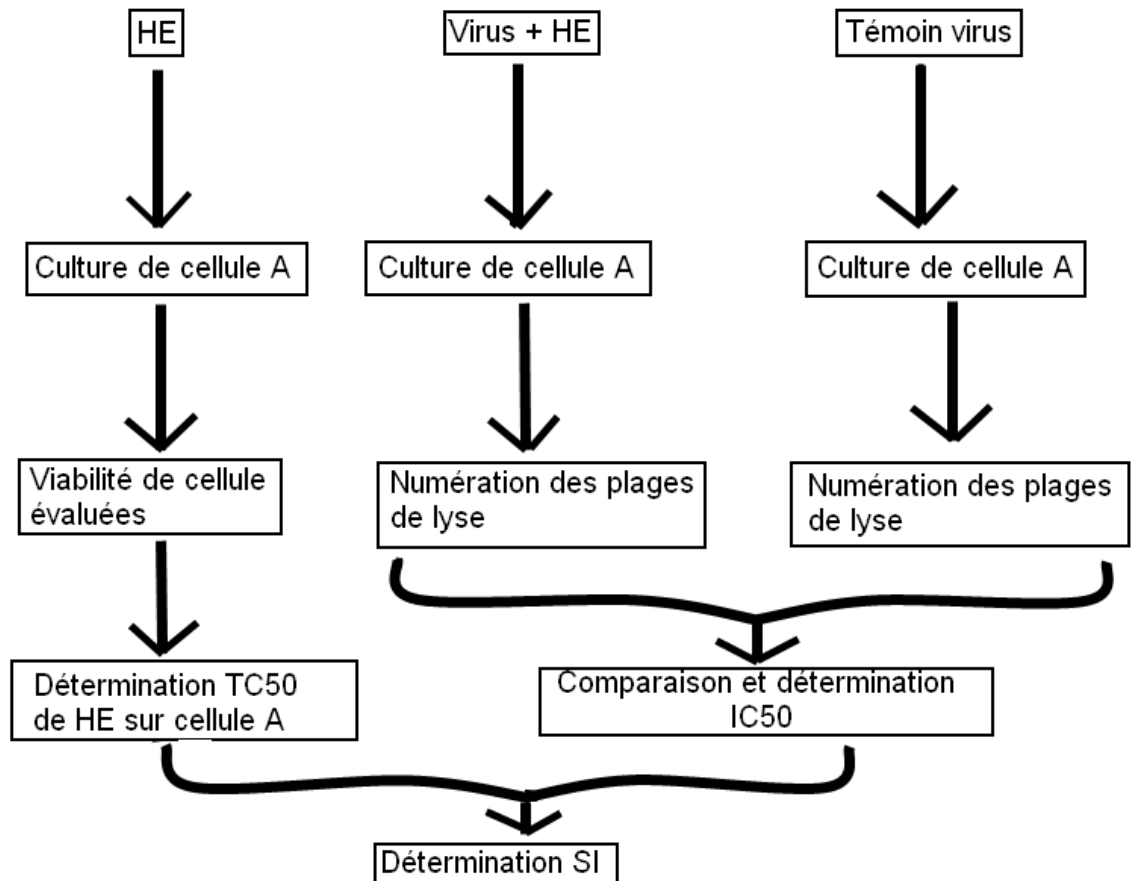 HE
Virus + HE
Témoin virus
Culture de cellule A
Culture de cellule A
Culture de cellule A
Viabilité de cellule
évaluées
Numération des plages
de lyse
Numération des plages
de lyse
Détermination TC50
de HE sur cellule A
Comparaison et détermination
IC50
Détermination SI